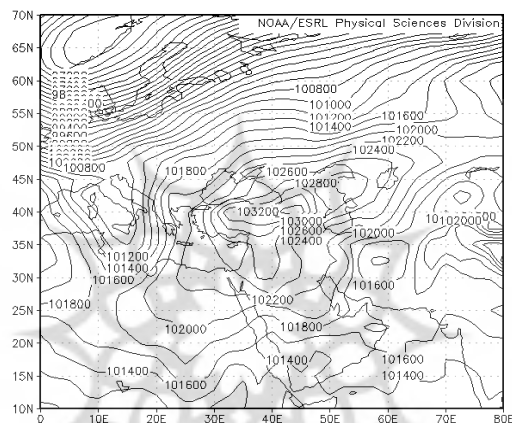 70N NOAA/ESRL Physical Sciences Division
65N
60N
100800
55N 101000
101600
101400 102000
102200
50N
102400
45N 100800 101800 102600
102800
40N 103200
103000
102600
35N 102400 102000
101200
101400
30N 101600 101600
102200
25N 101800
102000 101800
20N
101400 101600
15N 101400 101400
101600
10N
0 10E 20E 30E 40E 50E 60E 70E 80E